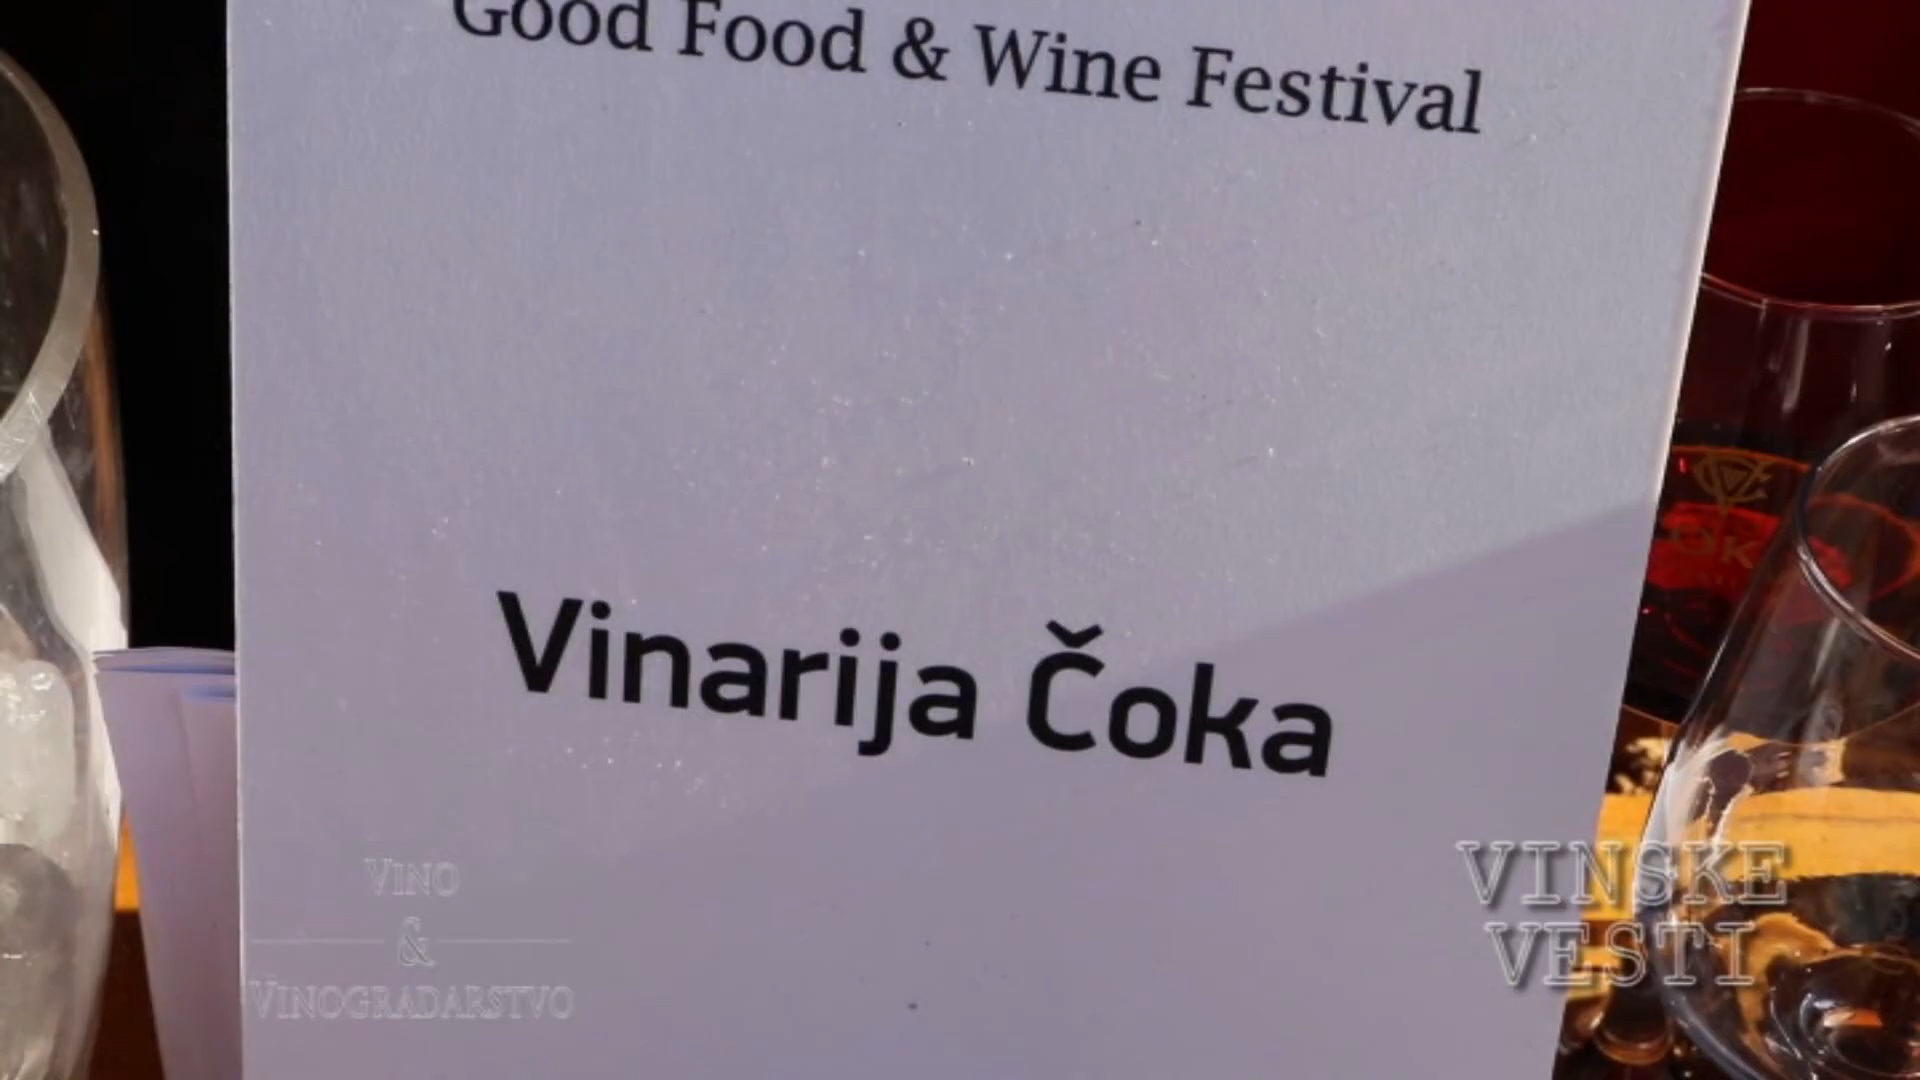 Good Food & Wine Festival
Vinarija Čoka
VINO
&
VINOGRADARSTVO
VINSKE
VESTI